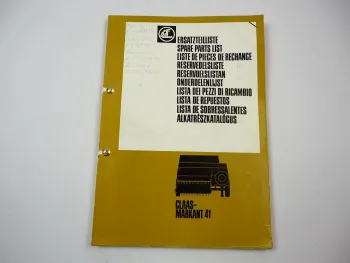 ERSATZTEILLISTE
SPARE PARTS LIST
LISTE DE PIECES DE RECHANGE
RESERVEDELSLISTE
RESERVDELSLISTAN
ONDERDELENLIJST
LISTA DEI PEZZI DI RICAMBIO
LISTA DE REPUESTOS
LISTA DE SOBRESSALENTES
ALKATRÉSZKATALÓGUS
CLAAS-
MARKANT 41